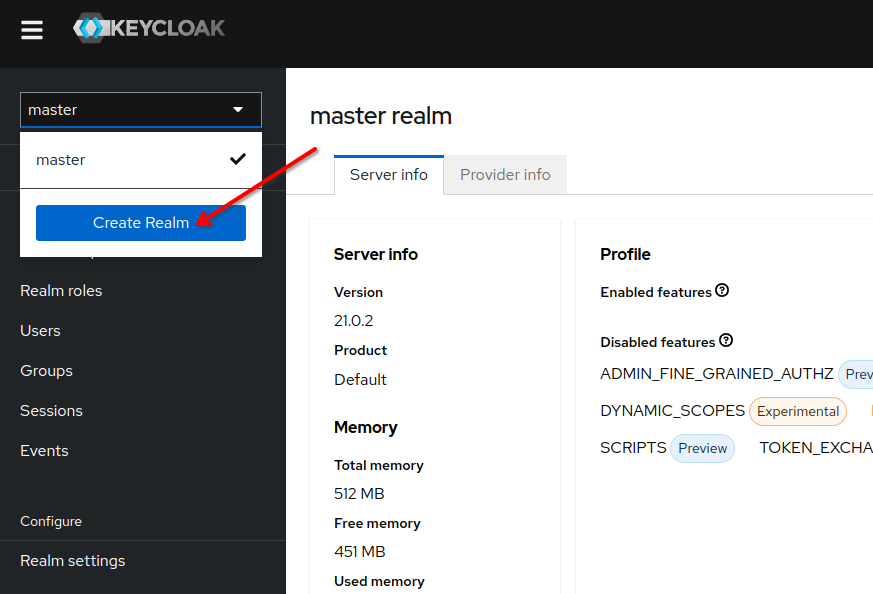 KEYCLOAK
master
master
Create Realm
Realm roles
Users
Groups
Sessions
Events
Configure
Realm settings
master realm
Server info
Provider info
Server info
Version
21.0.2
Product
Default
Memory
Total memory
512 MB
Free memory
451 MB
Used memory
Profile
Enabled features
Disabled features
ADMIN_FINE_GRAINED_AUTHZ Prev
DYNAMIC_SCOPES Experimental
SCRIPTS Preview TOKEN_EXCHA